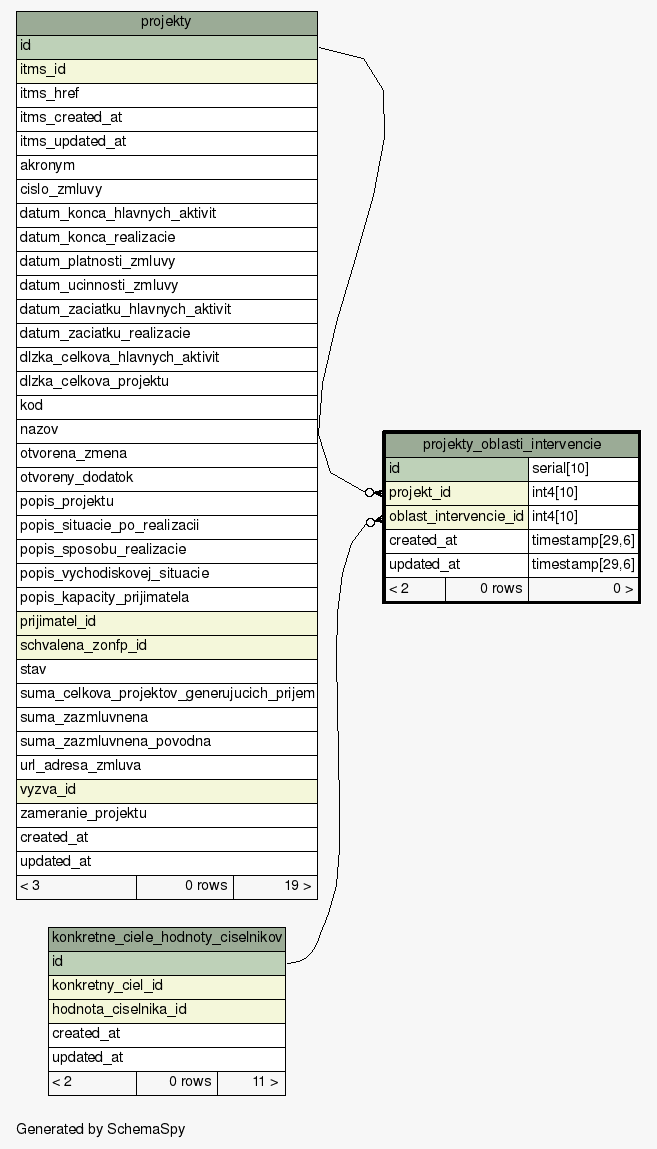 projekty
id
itms_id
itms_href
itms_created_at
itms_updated_at
akronym
cislo_zmluvy
datum_konca_hlavnych_aktivit
datum_konca_realizacie
datum_platnosti_zmluvy
datum_ucinnosti_zmluvy
datum_zaciatku_hlavnych_aktivit
datum_zaciatku_realizacie
dlzka_celkova_hlavnych_aktivit
dlzka_celkova_projektu
kod
nazov
otvorena_zmena
otvoreny_dodatok
popis_projektu
popis_situacie_po_realizacii
popis_sposobu_realizacie
popis_vychodiskovej_situacie
popis_kapacity_prijimatela
prijimatel_id
schvalena_zonfp_id
stav
suma_celkova_projektov_generujucich_prijem
suma_zazmluvnena
suma_zazmluvnena_povodna
url_adresa_zmluva
vyzva_id
zameranie_projektu
created_at
updated_at
< 3 0 rows 19 >
projekty_oblasti_intervencie
id serial[10]
projekt_id int4[10]
oblast_intervencie_id int4[10]
created_at timestamp[29,6]
updated_at timestamp[29,6]
< 2 0 rows 0 >
konkretne_ciele_hodnoty_ciselnikov
id
konkretny_ciel_id
hodnota_ciselnika_id
created_at
updated_at
< 2 0 rows 11 >
Generated by SchemaSpy